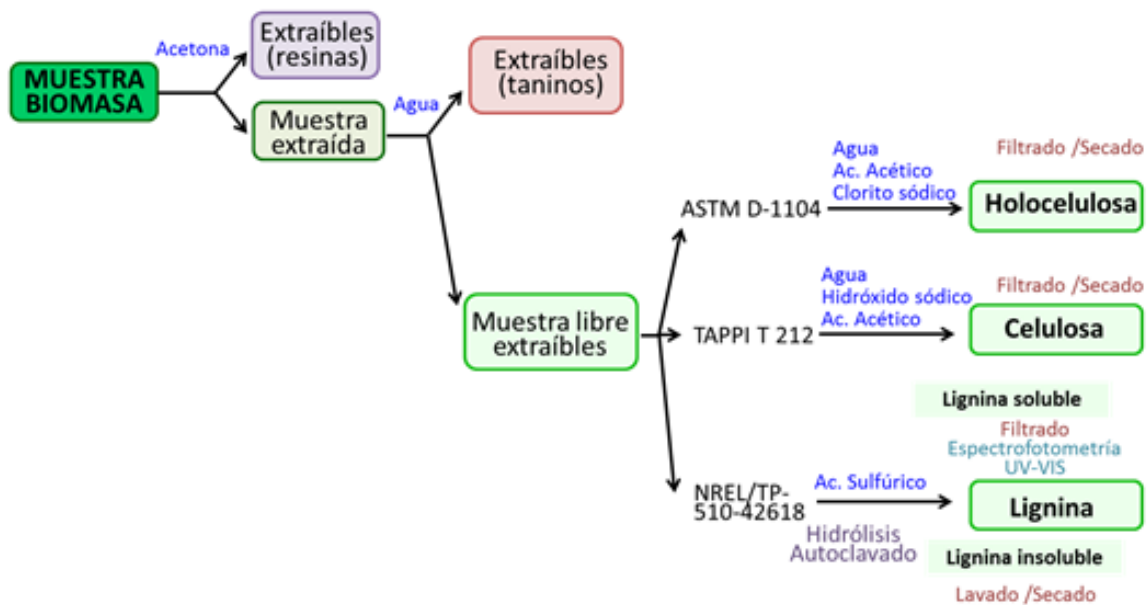 Acetona
Extraíbles
(resinas)
MUESTRA
BIOMASA
Muestra
extraída
Agua
Extraíbles
(taninos)
Muestra libre
extraíbles
ASTM D-1104
Agua
Ac. Acético
Clorito sódico
Filtrado /Secado
Holocelulosa
TAPPI T 212
Agua
Hidróxido sódico
Ac. Acético
Filtrado /Secado
Celulosa
NREL/TP-
510-42618
Ac. Sulfúrico
Hidrólisis
Autoclavado
Lignina soluble
Filtrado
Espectrofotometría
UV-VIS
Lignina
Lignina insoluble
Lavado /Secado